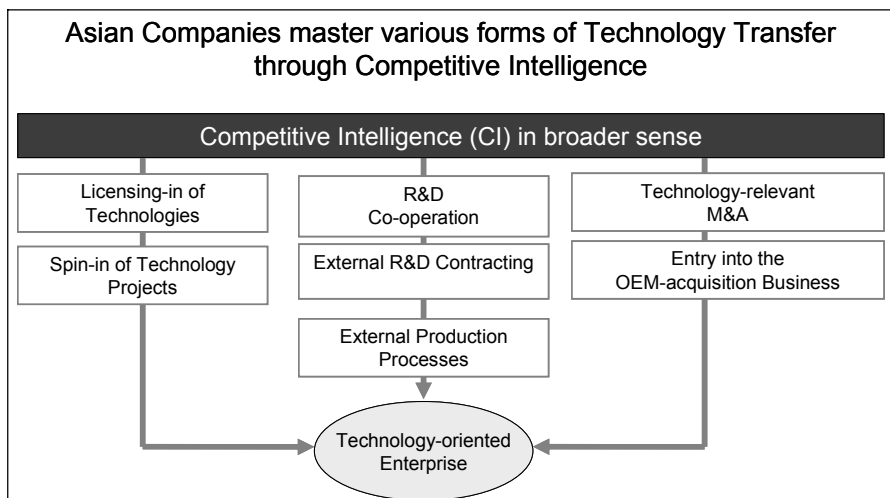 Asian Companies master various forms of Technology Transfer
through Competitive Intelligence
Competitive Intelligence (CI) in broader sense
Licensing-in of
Technologies
Spin-in of Technology
Projects
R&D
Co-operation
External R&D Contracting
External Production
Processes
Technology-relevant
M&A
Entry into the
OEM-acquisition Business
Technology-oriented
Enterprise